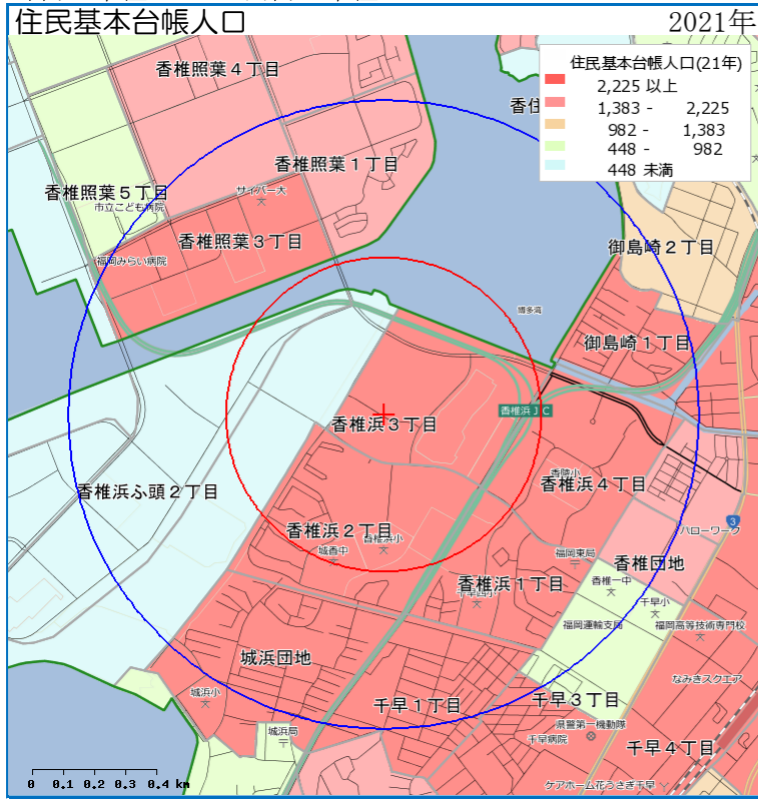 住民基本台帳人口
2021年
住民基本台帳人口(21年)
2,225 以上
1,383 - 2,225
982 - 1,383
448 - 982
448 未満
香椎照葉4丁目
香住
香椎照葉1丁目
サイバー大
香椎照葉5丁目
市立こども病院
香椎照葉3丁目
福岡みらい病院
御島崎2丁目
博多湾
御島崎1丁目
香椎浜JC
香椎浜3丁目
香陵小
香椎浜4丁目
香椎浜ふ頭2丁目
香椎浜2丁目
城香中
香椎浜小
3
ハローワーク
福岡東局
香椎団地
香椎浜1丁目
香椎一中
千早西小
千早小
福岡運輸支局
福岡高等技術専門校
城浜団地
なみきスクエア
城浜小
千早1丁目
千早3丁目
城浜局
県警第一機動隊
千早病院
千早4丁目
0 0.1 0.2 0.3 0.4 km
ケアホーム花うさぎ千早